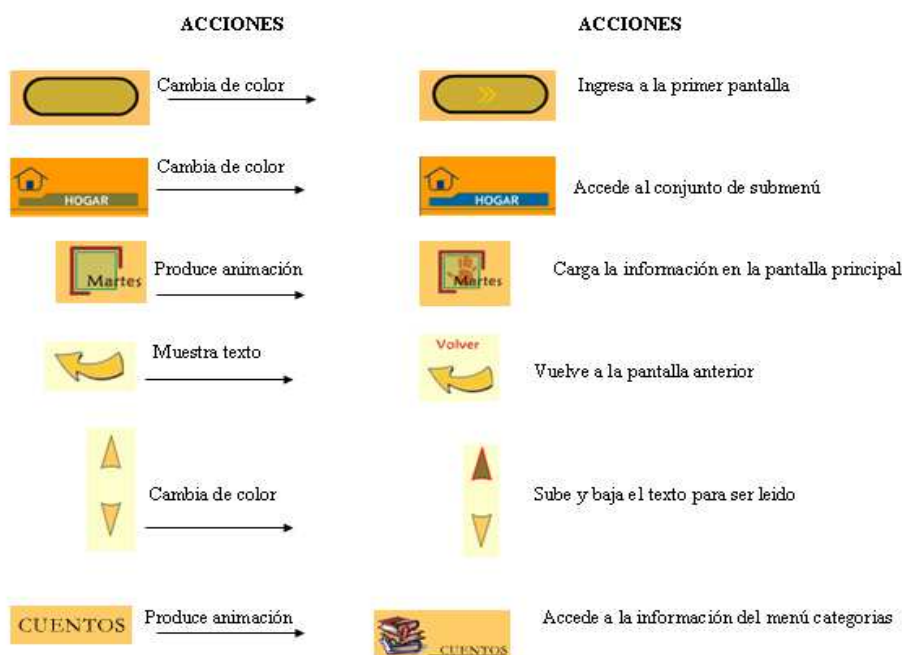 ACCIONES ACCIONES
Cambia de color Ingresa a la primer pantalla
HOGAR Cambia de color HOGAR Accede al conjunto de submenú
Martes Produce animación Martes Carga la información en la pantalla principal
Muestra texto Volver Vuelve a la pantalla anterior
Cambia de color Sube y baja el texto para ser leido
CUENTOS Produce animación CUENTOS Accede a la información del menú categorias